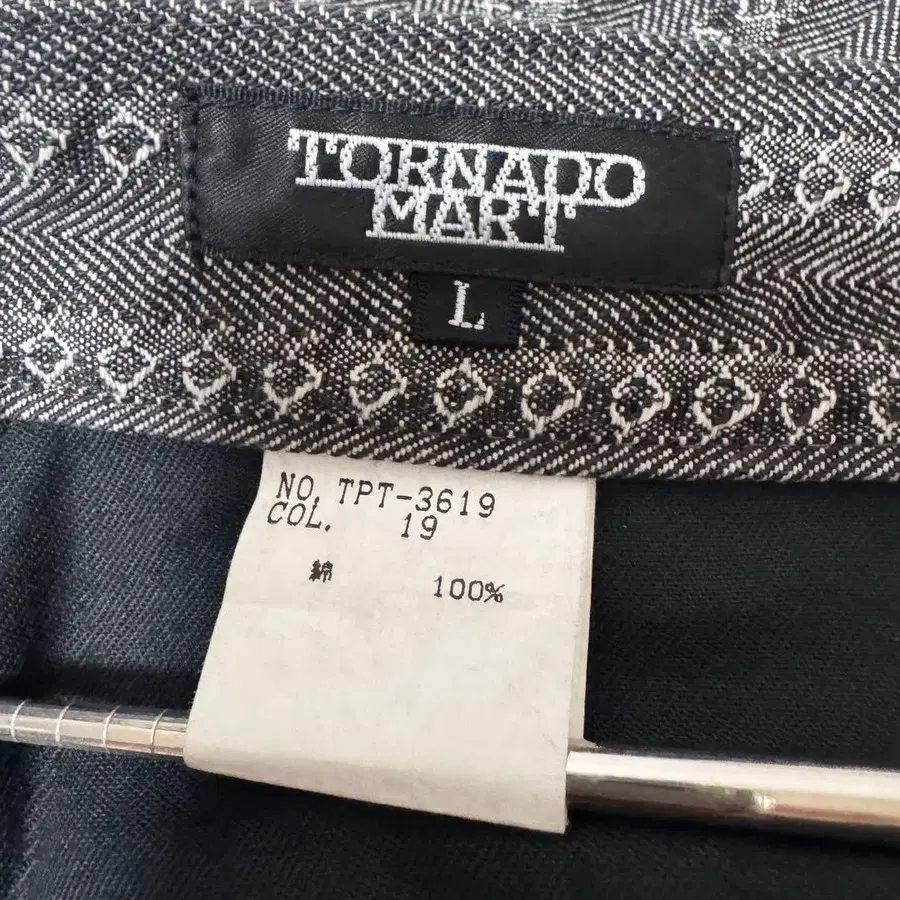 TORNADO
MART
L
NO. TPT-3619
COL. 19
綿 100%